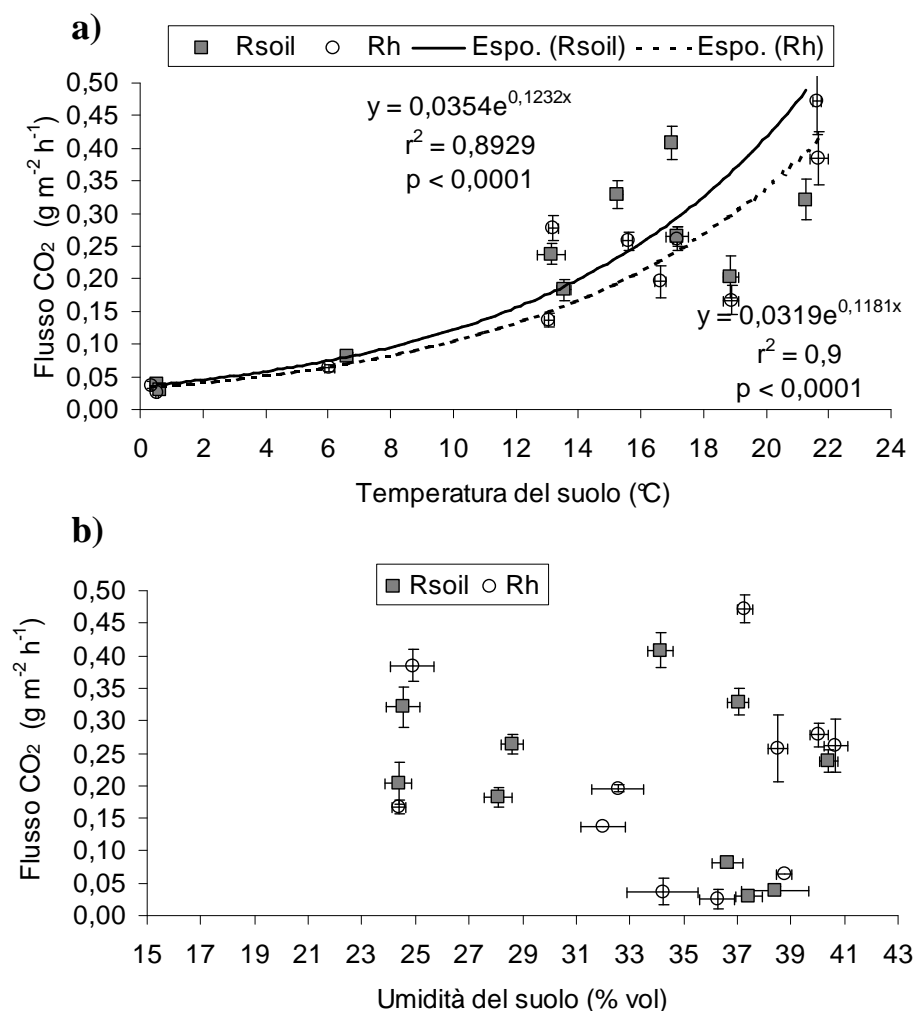 a)
Rsoil Rh Espo. (Rsoil) Espo. (Rh)
0,50
0,45
0,40
0,35
0,30
0,25
0,20
0,15
0,10
0,05
0,00
Flusso CO₂ (g m⁻² h⁻¹)
y = 0,0354e^0,1232x
r² = 0,8929
p < 0,0001
y = 0,0319e^0,1181x
r² = 0,9
p < 0,0001
0 2 4 6 8 10 12 14 16 18 20 22 24
Temperatura del suolo (°C)
b)
Rsoil Rh
0,50
0,45
0,40
0,35
0,30
0,25
0,20
0,15
0,10
0,05
0,00
Flusso CO₂ (g m⁻² h⁻¹)
15 17 19 21 23 25 27 29 31 33 35 37 39 41 43
Umidità del suolo (% vol)